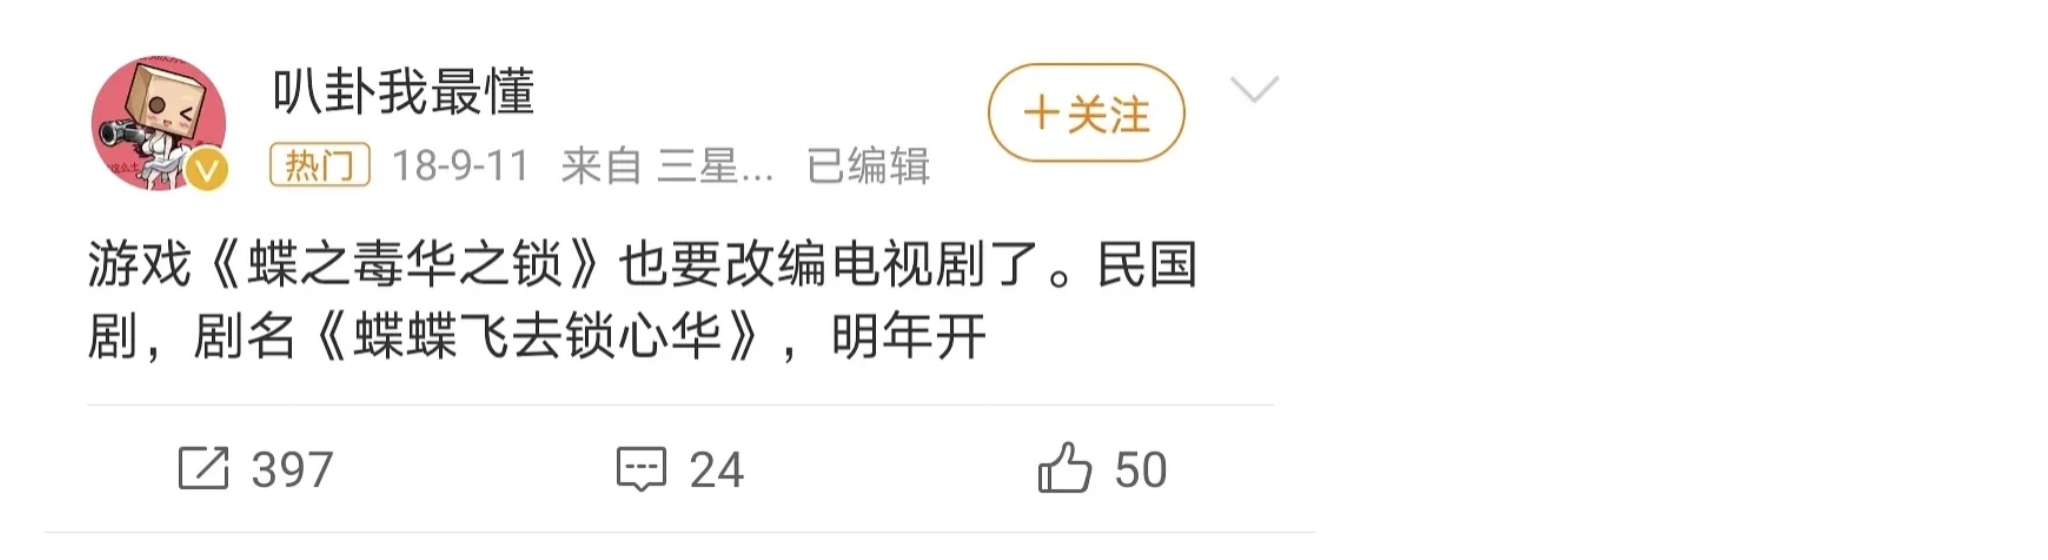 叭卦我最懂
+关注
热门 18-9-11 来自 三星... 已编辑
游戏《蝶之毒华之锁》也要改编电视剧了。民国
剧，剧名《蝶蝶飞去锁心华》，明年开
397
24
50